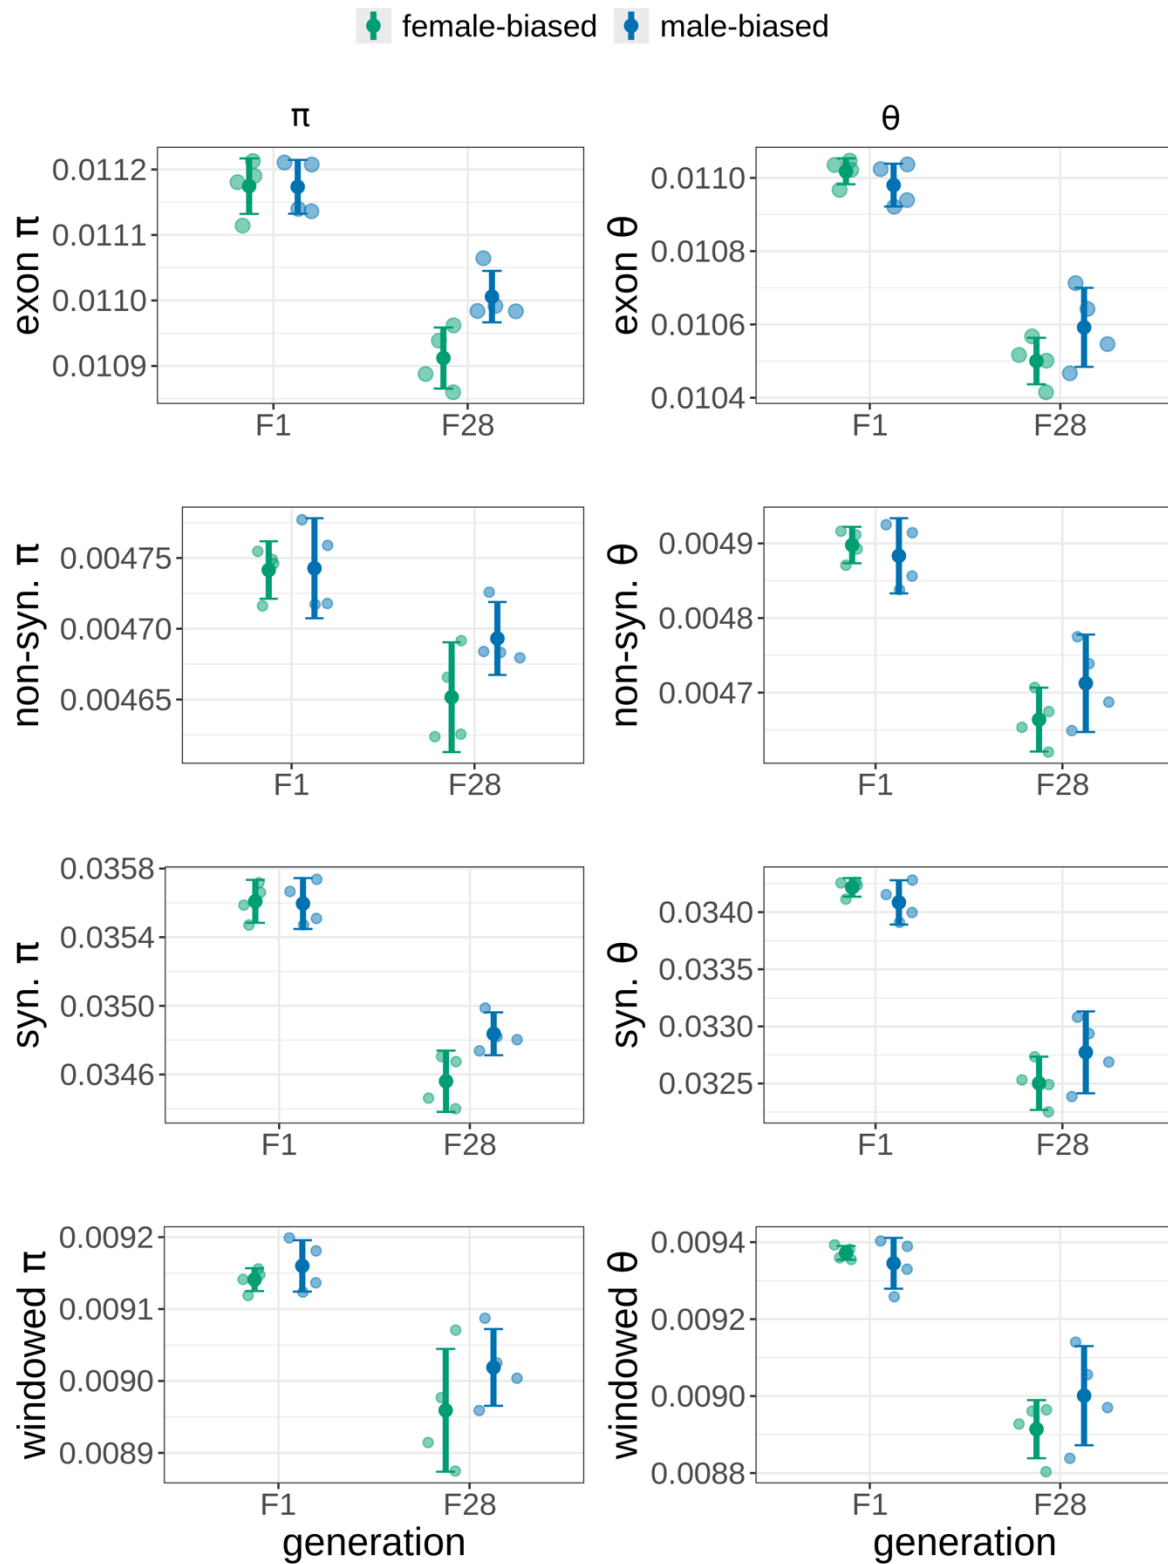 female-biased male-biased
π θ
exon π
0.0112
0.0111
0.0110
0.0109
F1 F28
exon θ
0.0110
0.0108
0.0106
0.0104
F1 F28
non-syn. π
0.00475
0.00470
0.00465
F1 F28
non-syn. θ
0.0049
0.0048
0.0047
F1 F28
syn. π
0.0358
0.0354
0.0350
0.0346
F1 F28
syn. θ
0.0340
0.0335
0.0330
0.0325
F1 F28
windowed π
0.0092
0.0091
0.0090
0.0089
F1 F28
generation
windowed θ
0.0094
0.0092
0.0090
0.0088
F1 F28
generation